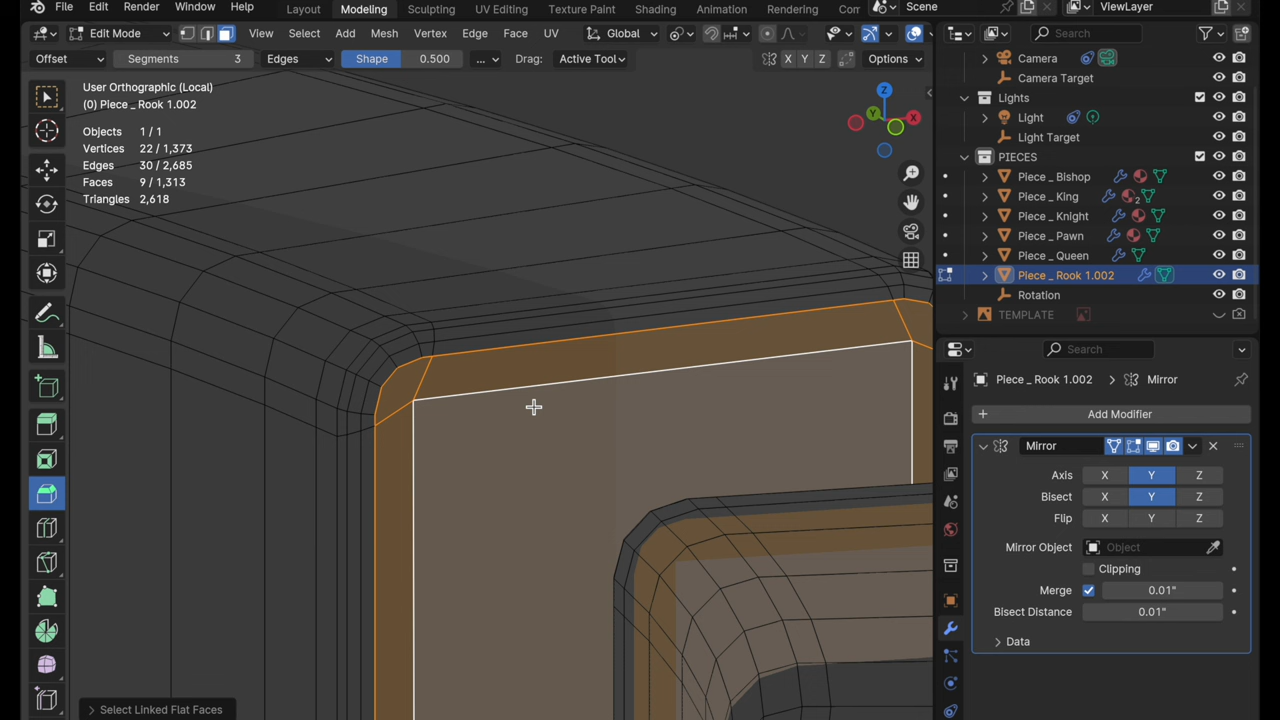 File Edit Render Window Help Layout Modeling Sculpting UV Editing Texture Paint Shading Animation Rendering Con Scene ViewLayer
Edit Mode View Select Add Mesh Vertex Edge Face UV Global Search
Offset Segments 3 Edges Shape 0.500 ... Drag: Active Tool X Y Z Options
User Orthographic (Local)
(0) Piece _ Rook 1.002
Objects 1 / 1
Vertices 22 / 1,373
Edges 30 / 2,685
Faces 9 / 1,313
Triangles 2,618
Z
Y X
Camera
Camera Target
Lights
Light
Light Target
PIECES
Piece _ Bishop
Piece _ King 2
Piece _ Knight
Piece _ Pawn
Piece _ Queen
Piece _ Rook 1.002
Rotation
TEMPLATE
Search
Piece _ Rook 1.002 Mirror
Add Modifier
Mirror
Axis X Y Z
Bisect X Y Z
Flip X Y Z
Mirror Object Object
Clipping
Merge 0.01"
Bisect Distance 0.01"
Data
Select Linked Flat Faces